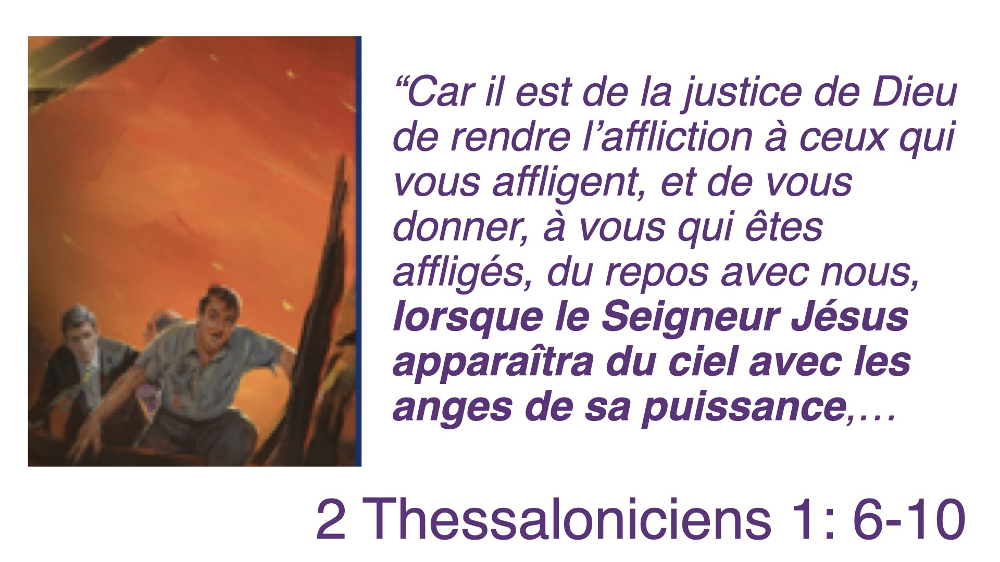 “Car il est de la justice de Dieu
de rendre l’affliction à ceux qui
vous affligent, et de vous
donner, à vous qui êtes
affligés, du repos avec nous,
lorsque le Seigneur Jésus
apparaîtra du ciel avec les
anges de sa puissance,…
2 Thessaloniciens 1: 6-10